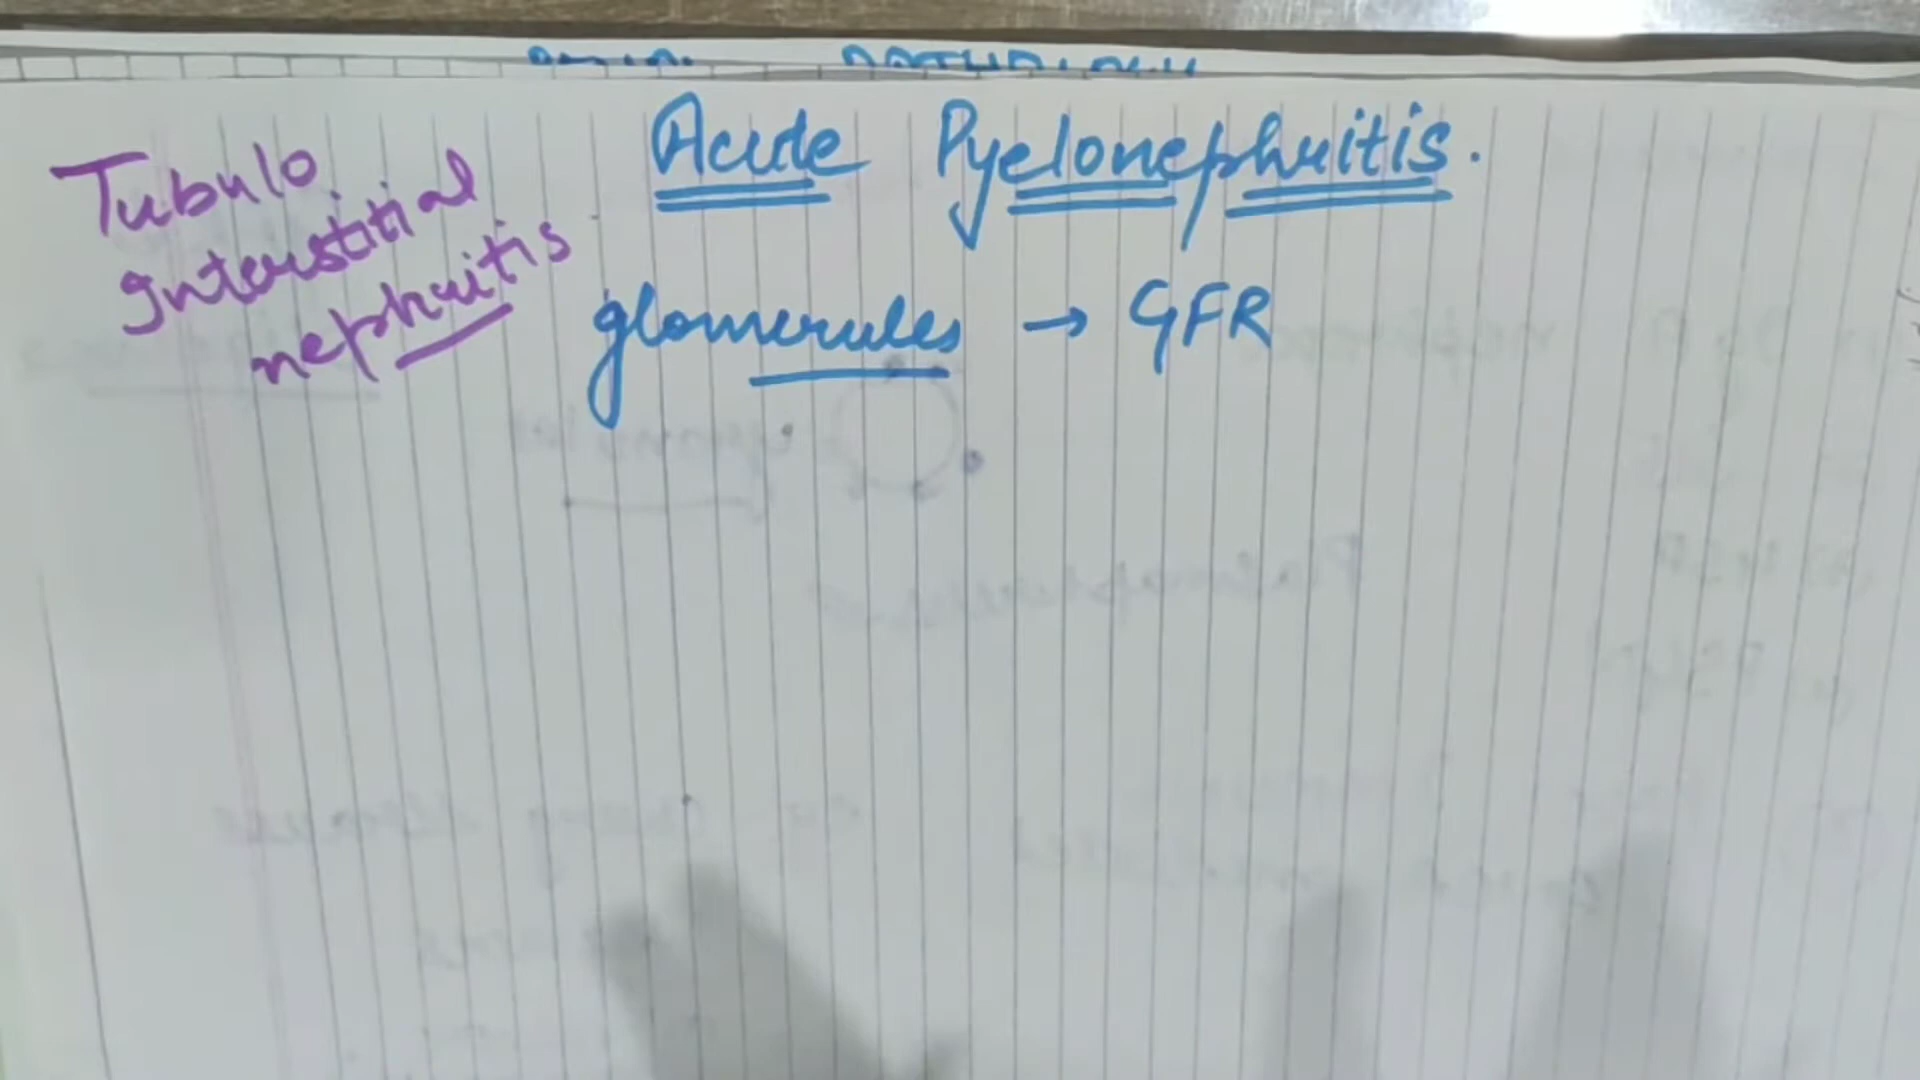 Acute Pyelonephritis.
Tubulo
Interstitial
nephritis
glomerules → GFR